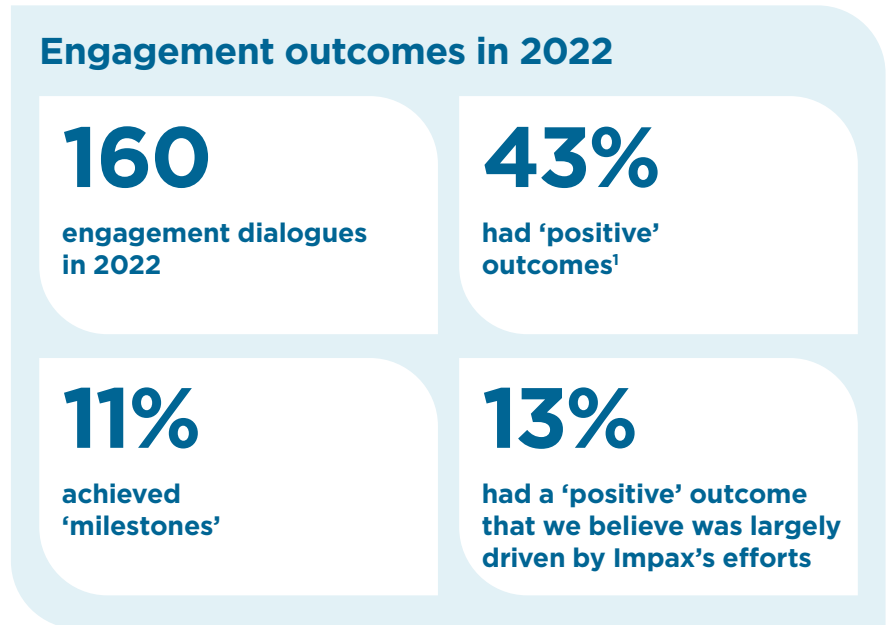 Engagement outcomes in 2022
160
engagement dialogues
in 2022
43%
had ‘positive’
outcomes¹
11%
achieved
‘milestones’
13%
had a ‘positive’ outcome
that we believe was largely
driven by Impax’s efforts